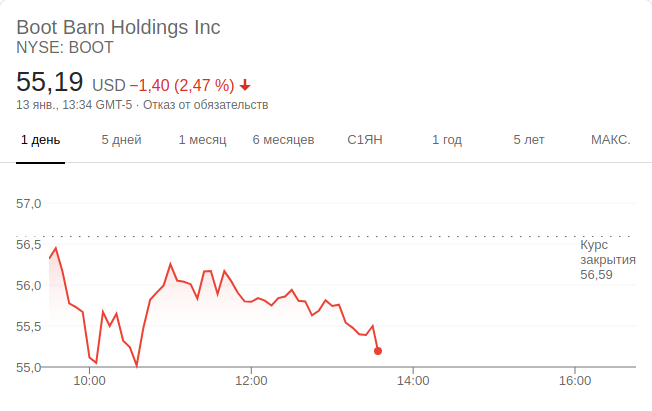 Boot Barn Holdings Inc
NYSE: BOOT
55,19 USD −1,40 (2,47 %)
13 янв., 13:34 GMT-5 · Отказ от обязательств
1 день 5 дней 1 месяц 6 месяцев С1ЯН 1 год 5 лет МАКС.
57,0
56,5
Курс
закрытия
56,59
56,0
55,5
55,0
10:00 12:00 14:00 16:00